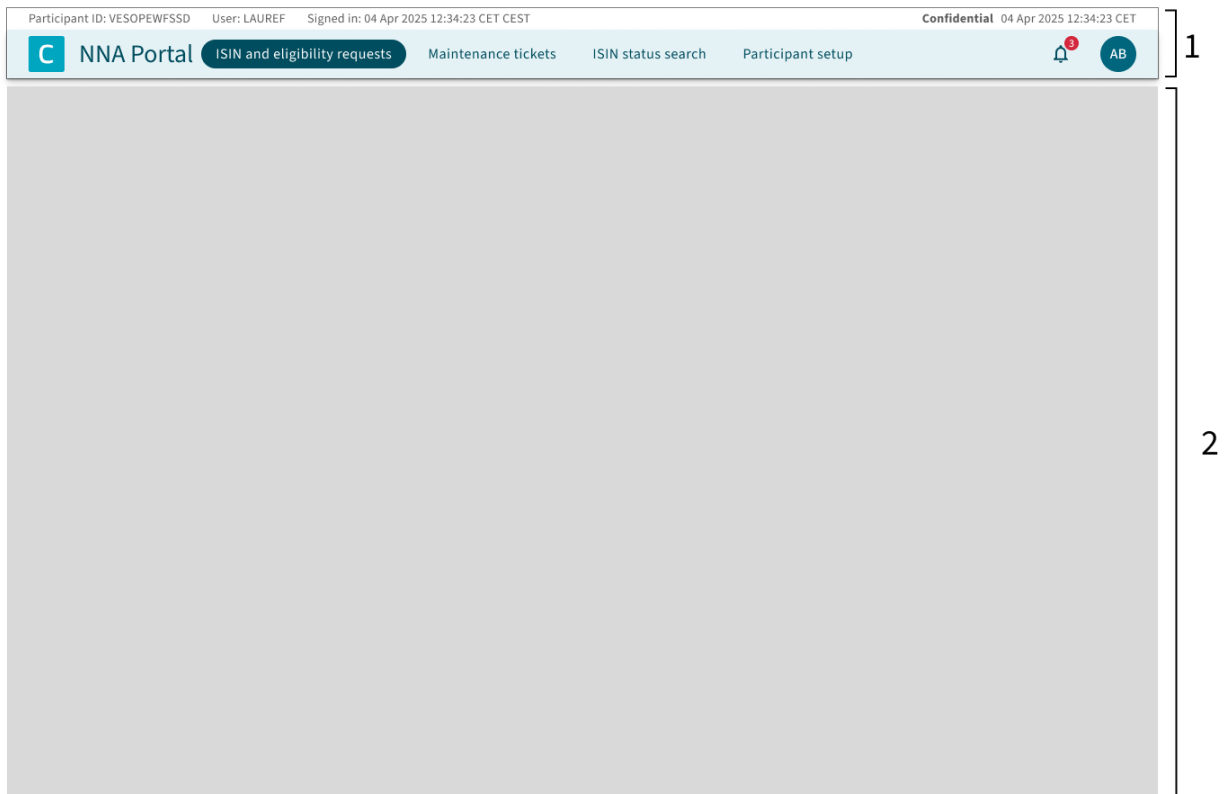 Participant ID: VESOPEWFSSD User: LAUREF Signed in: 04 Apr 2025 12:34:23 CET CEST Confidential 04 Apr 2025 12:34:23 CET
C NNA Portal ISIN and eligibility requests Maintenance tickets ISIN status search Participant setup 3 AB
1
2